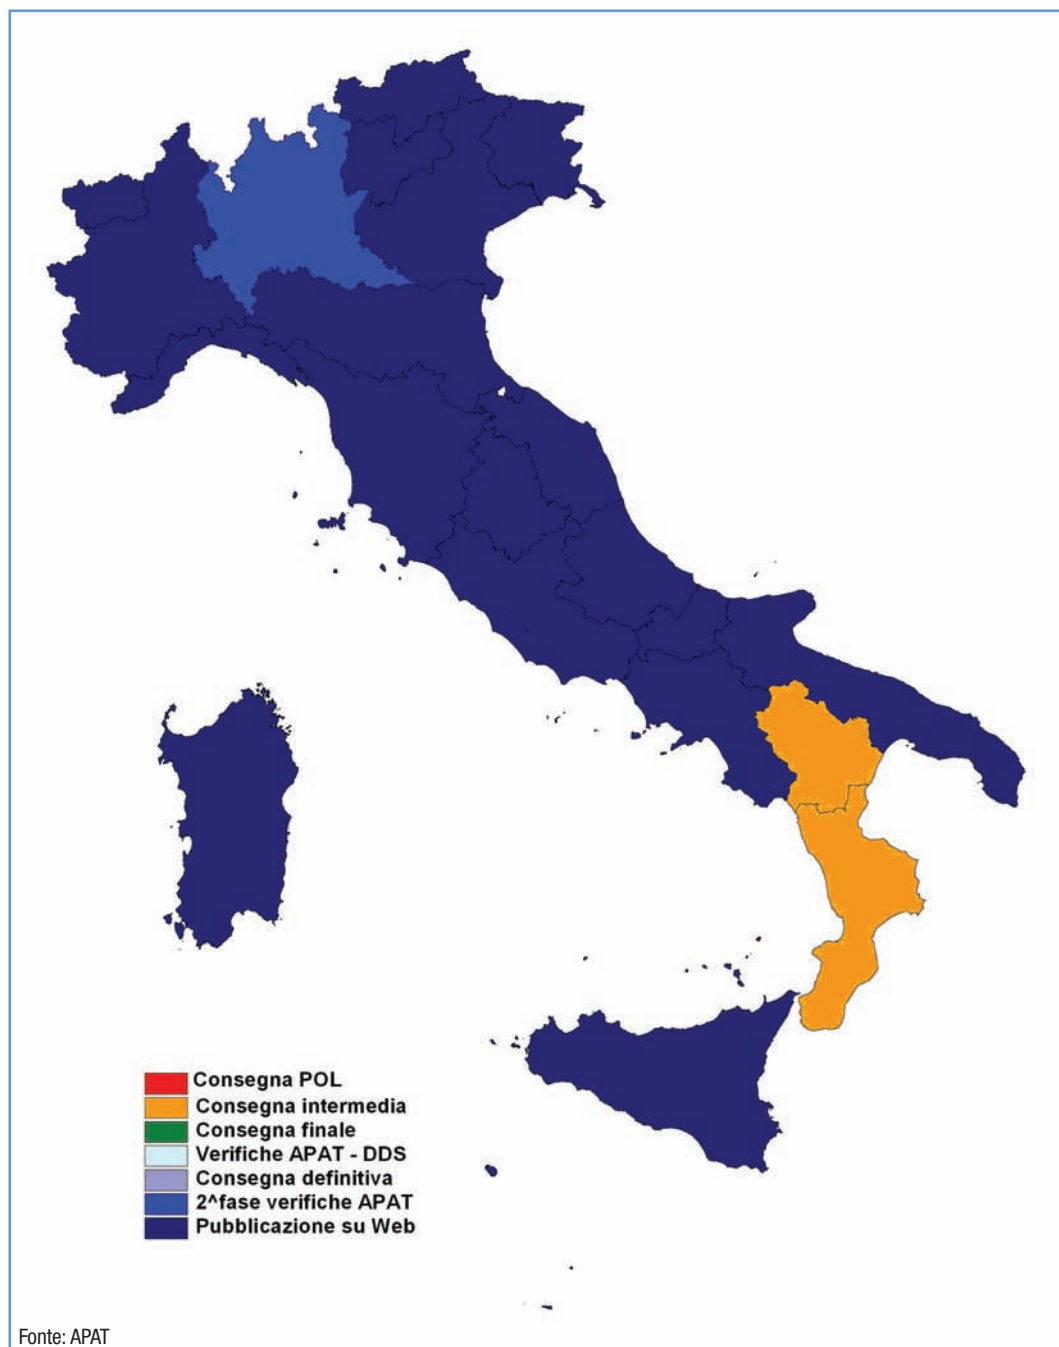 Consegna POL
Consegna intermedia
Consegna finale
Verifiche APAT - DDS
Consegna definitiva
2^fase verifiche APAT
Pubblicazione su Web
Fonte: APAT